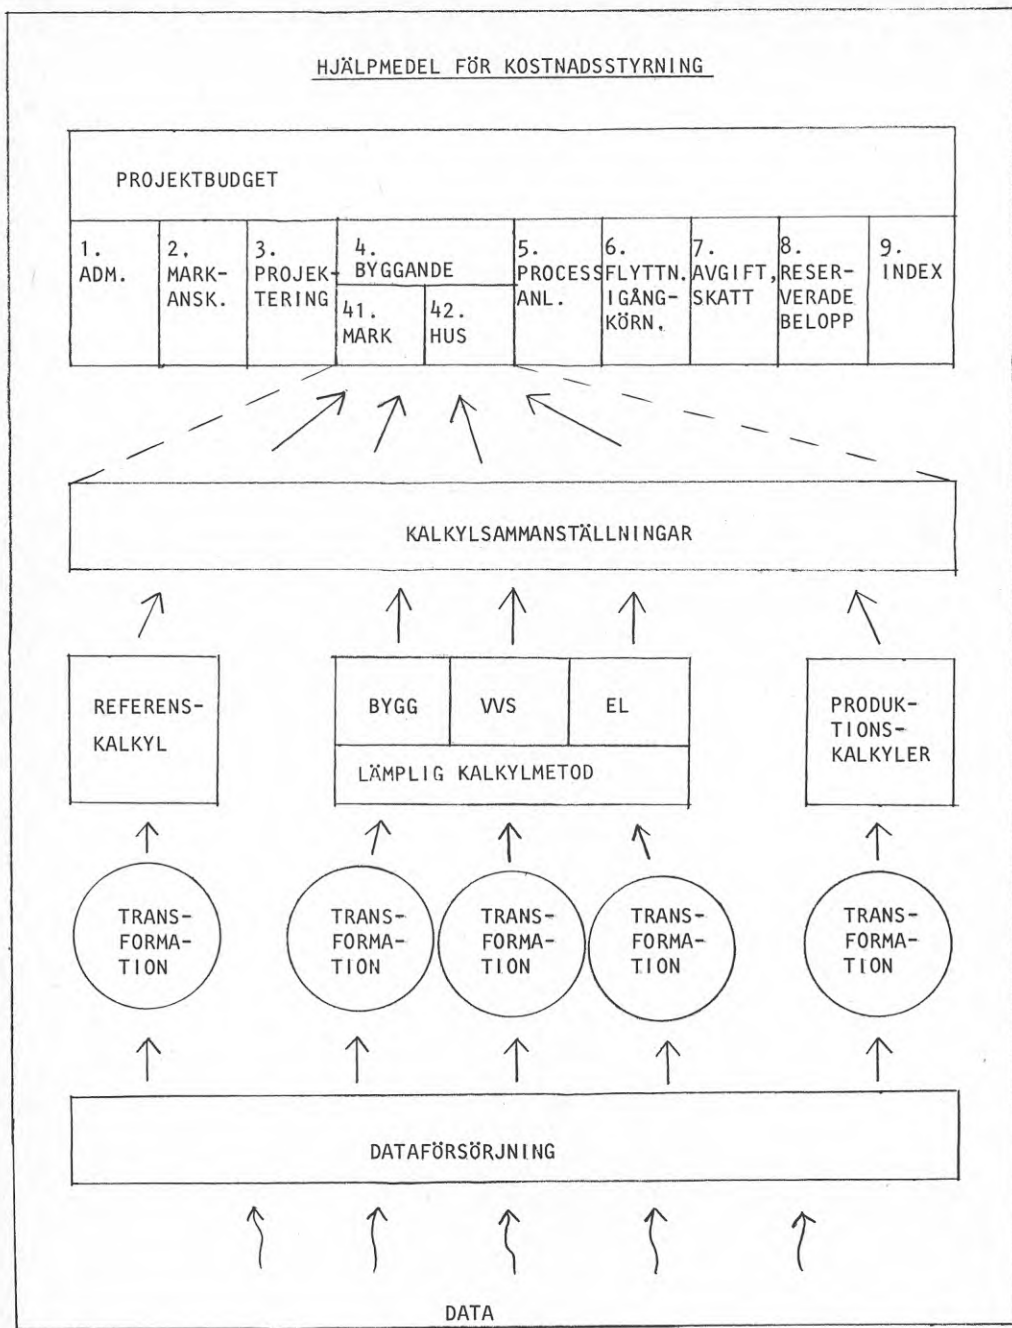 HJÄLPMEDEL FÖR KOSTNADSSTYRNING
PROJEKTBUDGET
1.
ADM.
2.
MARK-
ANSK.
3.
PROJEK-
TERING
4.
BYGGANDE
41.
MARK
42.
HUS
5.
PROCESS
ANL.
6.
FLYTTN.
IGÅNG-
KÖRN.
7.
AVGIFT,
SKATT
8.
RESER-
VERADE
BELOPP
9.
INDEX
KALKYLSAMMANSTÄLLNINGAR
REFERENS-
KALKYL
BYGG
VVS
EL
LÄMPLIG KALKYLMETOD
PRODUK-
TIONS-
KALKYLER
TRANS-
FORMA-
TION
TRANS-
FORMA-
TION
TRANS-
FORMA-
TION
TRANS-
FORMA-
TION
TRANS-
FORMA-
TION
DATAFÖRSÖRJNING
DATA